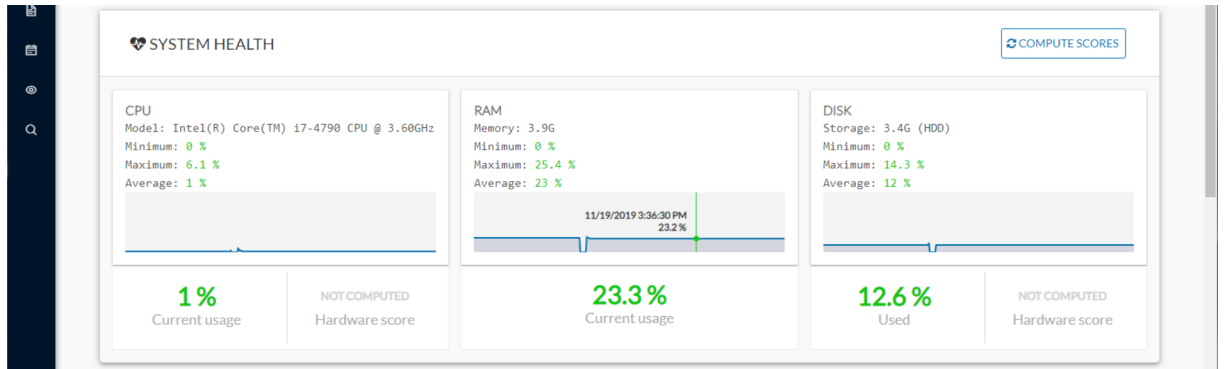 SYSTEM HEALTH
COMPUTE SCORES
CPU
Model: Intel(R) Core(TM) i7-4790 CPU @ 3.60GHz
Minimum: 0 %
Maximum: 6.1 %
Average: 1 %
1 %
Current usage
NOT COMPUTED
Hardware score
RAM
Memory: 3.9G
Minimum: 0 %
Maximum: 25.4 %
Average: 23 %
11/19/2019 3:36:30 PM
23.2 %
23.3 %
Current usage
DISK
Storage: 3.4G (HDD)
Minimum: 0 %
Maximum: 14.3 %
Average: 12 %
12.6 %
Used
NOT COMPUTED
Hardware score